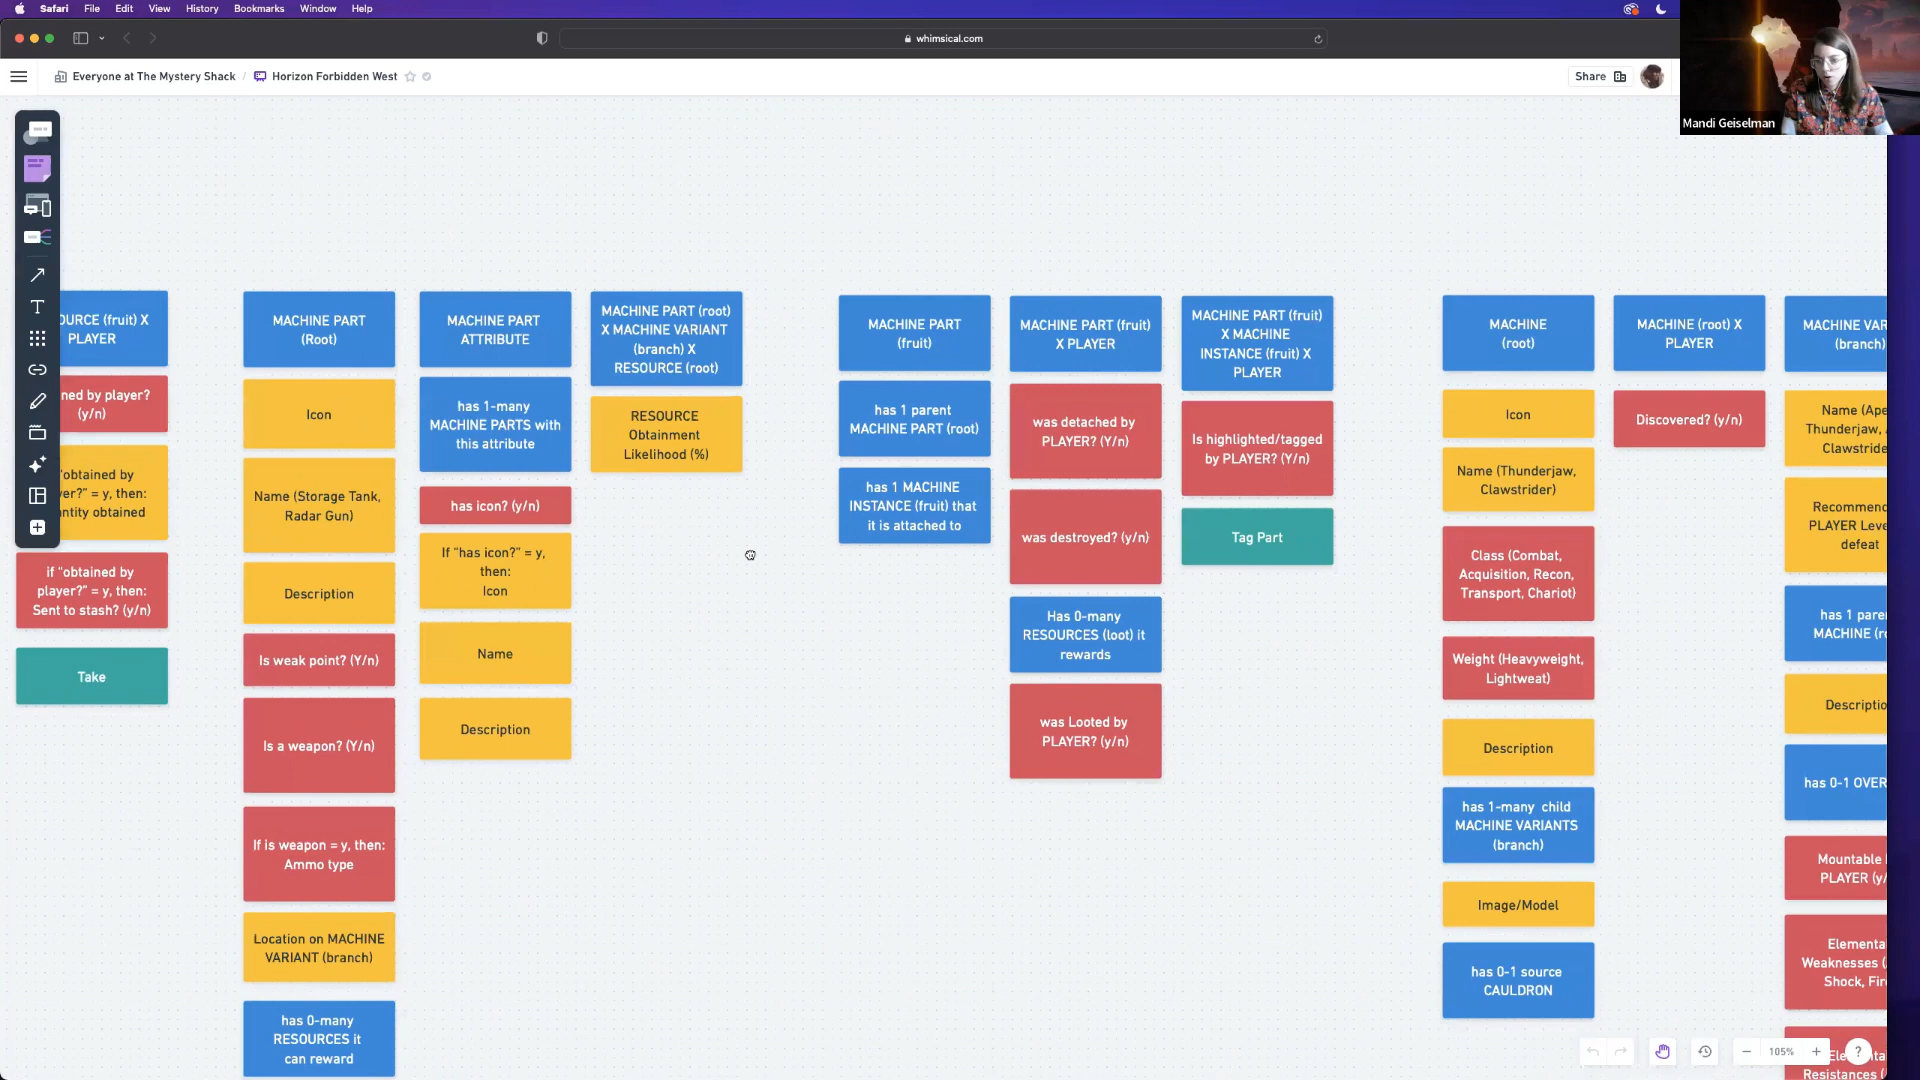 Safari File Edit View History Bookmarks Window Help
whimsical.com
Everyone at The Mystery Shack / Horizon Forbidden West
Share
Mandi Geiselman
OURCE (fruit) X
PLAYER
ned by player?
(y/n)
"obtained by
yer?" = y, then:
antity obtained
if "obtained by
player?" = y, then:
Sent to stash? (y/n)
Take
MACHINE PART
(Root)
Icon
Name (Storage Tank,
Radar Gun)
Description
Is weak point? (Y/n)
Is a weapon? (Y/n)
If is weapon = y, then:
Ammo type
Location on MACHINE
VARIANT (branch)
has 0-many
RESOURCES it
can reward
MACHINE PART
ATTRIBUTE
has 1-many
MACHINE PARTS with
this attribute
has icon? (y/n)
If "has icon?" = y,
then:
Icon
Name
Description
MACHINE PART (root)
X MACHINE VARIANT
(branch) X
RESOURCE (root)
RESOURCE
Obtainment
Likelihood (%)
MACHINE PART
(fruit)
has 1 parent
MACHINE PART (root)
has 1 MACHINE
INSTANCE (fruit) that
it is attached to
MACHINE PART (fruit)
X PLAYER
was detached by
PLAYER? (Y/n)
was destroyed? (y/n)
Has 0-many
RESOURCES (loot) it
rewards
was Looted by
PLAYER? (y/n)
MACHINE PART (fruit)
X MACHINE
INSTANCE (fruit) X
PLAYER
Is highlighted/tagged
by PLAYER? (Y/n)
Tag Part
MACHINE
(root)
Icon
Name (Thunderjaw,
Clawstrider)
Class (Combat,
Acquisition, Recon,
Transport, Chariot)
Weight (Heavyweight,
Lightweat)
Description
has 1-many child
MACHINE VARIANTS
(branch)
Image/Model
has 0-1 source
CAULDRON
MACHINE (root) X
PLAYER
Discovered? (y/n)
MACHINE VAR
(branch)
Name (Ape
Thunderjaw,
Clawstride
Recommen
PLAYER Leve
defeat
has 1 pare
MACHINE (r
Descriptio
has 0-1 OVER
Mountable
PLAYER (y/
Elementa
Weaknesses (
Shock, Fir
Elementa
Resistances (
105%